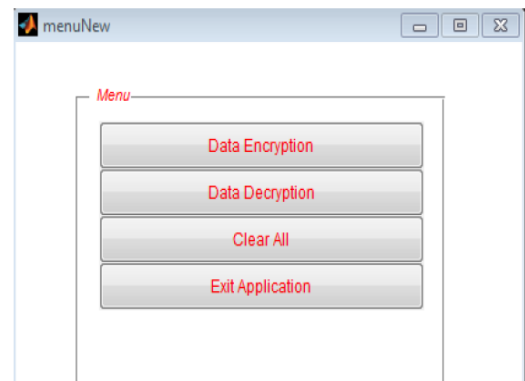 menuNew
Menu
Data Encryption
Data Decryption
Clear All
Exit Application